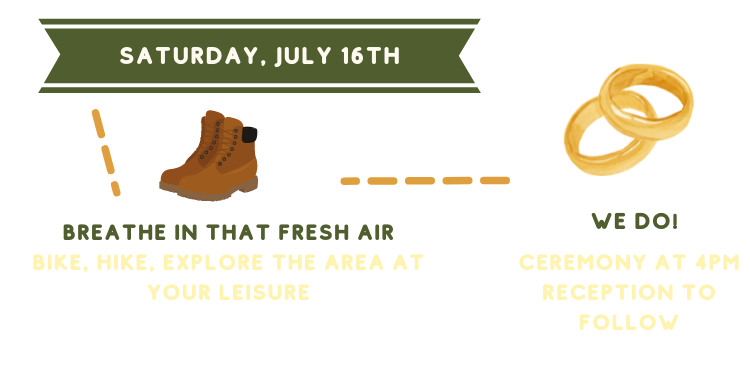 SATURDAY, JULY 16TH
BREATHE IN THAT FRESH AIR
BIKE, HIKE, EXPLORE THE AREA AT
YOUR LEISURE
WE DO!
CEREMONY AT 4PM
RECEPTION TO
FOLLOW